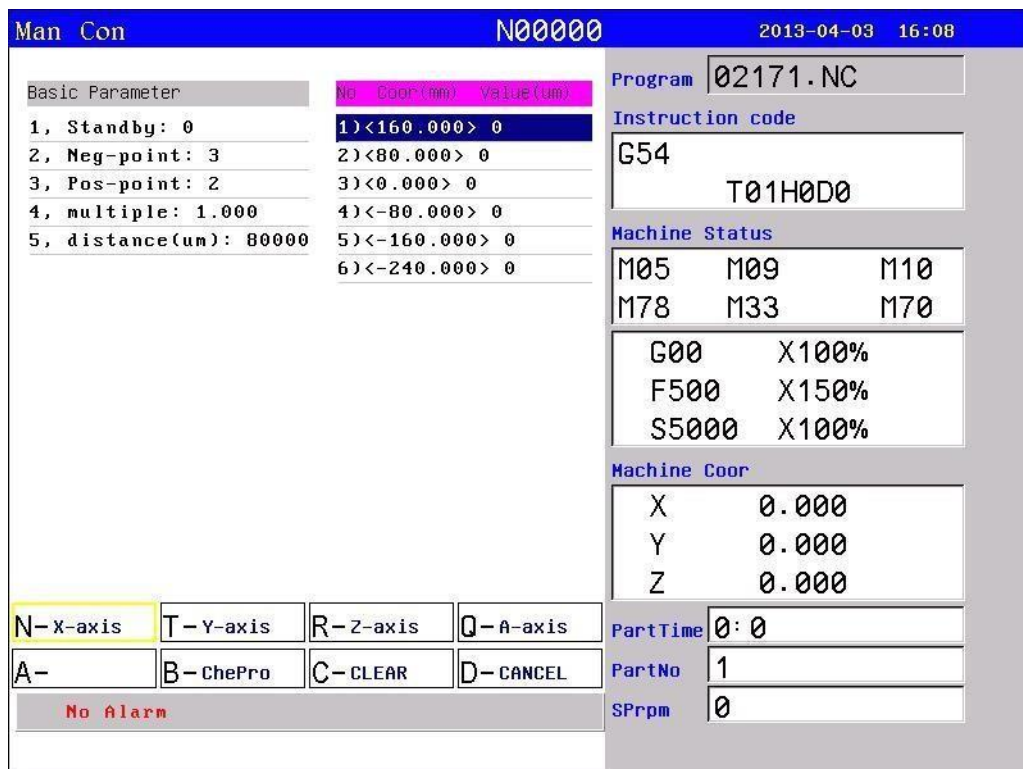 Man Con N00000 2013-04-03 16:08
Basic Parameter
1, Standby: 0
2, Neg-point: 3
3, Pos-point: 2
4, multiple: 1.000
5, distance(um): 80000
No Coor(mm) Value(um)
1)<160.000> 0
2)<80.000> 0
3)<0.000> 0
4)<-80.000> 0
5)<-160.000> 0
6)<-240.000> 0
Program 02171.NC
Instruction code
G54
T01H0D0
Machine Status
M05 M09 M10
M78 M33 M70
G00 X100%
F500 X150%
S5000 X100%
Machine Coor
X 0.000
Y 0.000
Z 0.000
PartTime 0:0
PartNo 1
SPrpm 0
N-X-axis T-Y-axis R-Z-axis Q-A-axis
A- B-ChePro C-CLEAR D-CANCEL
No Alarm